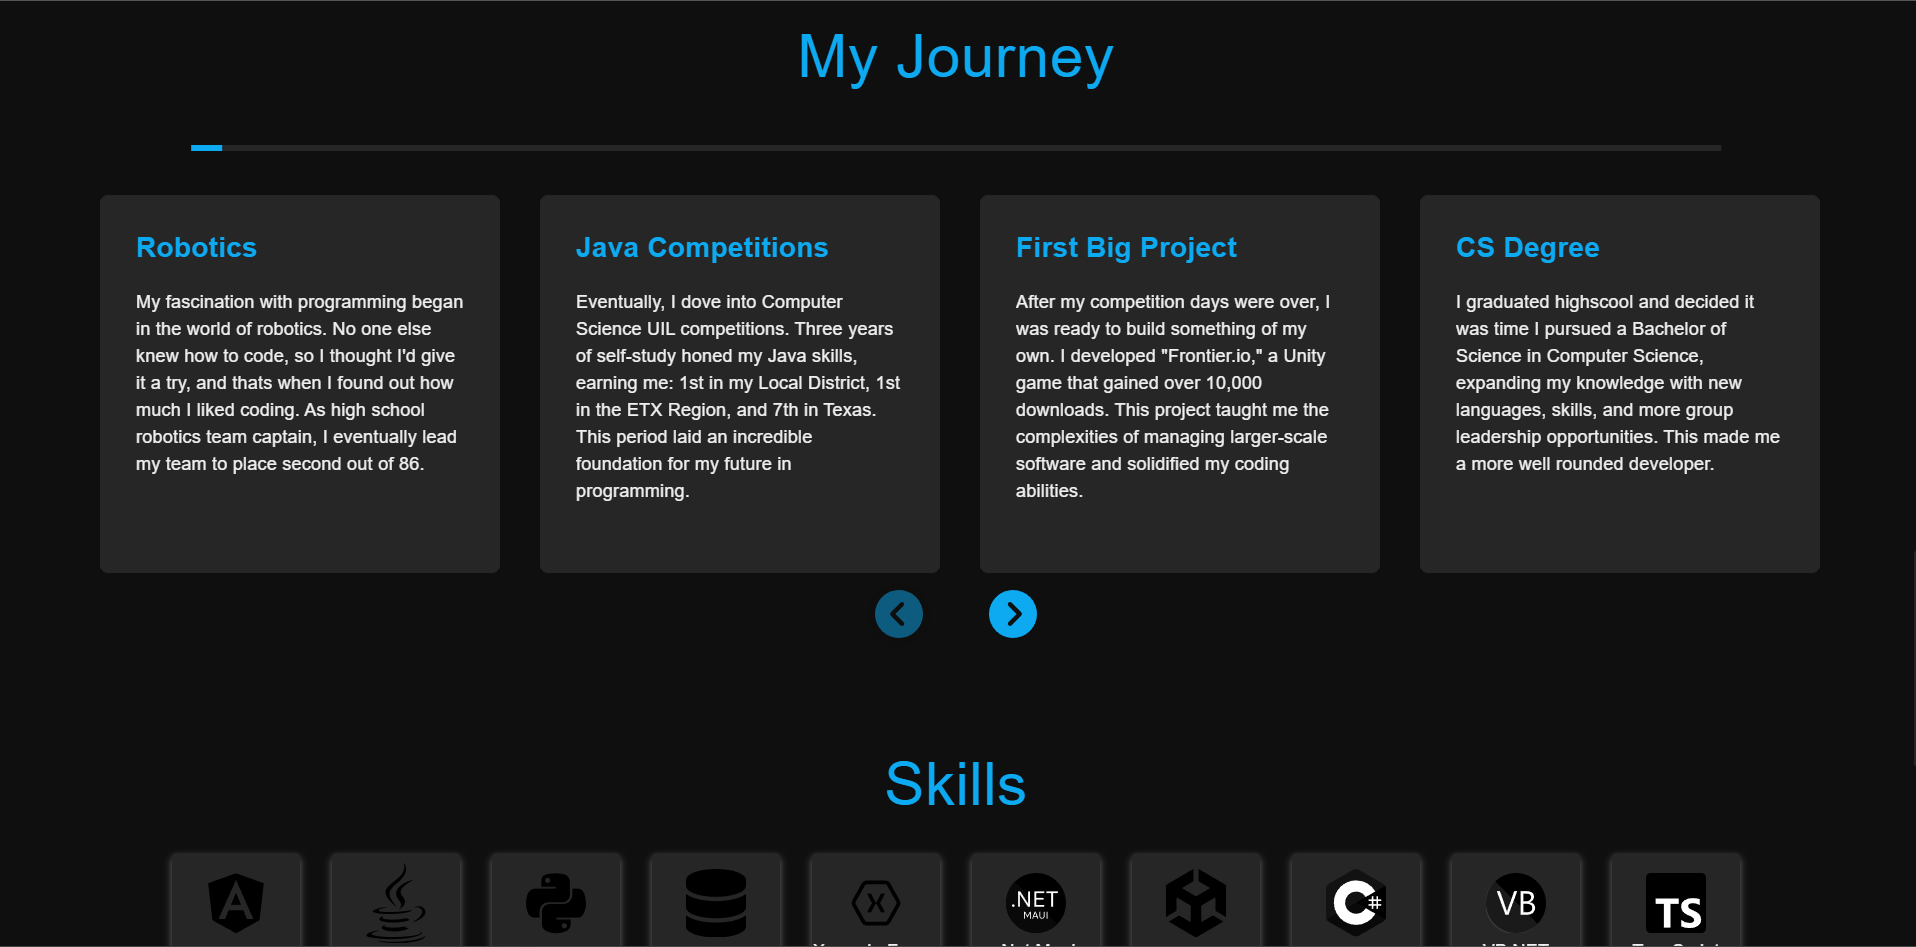 My Journey
Robotics
My fascination with programming began
in the world of robotics. No one else
knew how to code, so I thought I'd give
it a try, and thats when I found out how
much I liked coding. As high school
robotics team captain, I eventually lead
my team to place second out of 86.
Java Competitions
Eventually, I dove into Computer
Science UIL competitions. Three years
of self-study honed my Java skills,
earning me: 1st in my Local District, 1st
in the ETX Region, and 7th in Texas.
This period laid an incredible
foundation for my future in
programming.
First Big Project
After my competition days were over, I
was ready to build something of my
own. I developed "Frontier.io," a Unity
game that gained over 10,000
downloads. This project taught me the
complexities of managing larger-scale
software and solidified my coding
abilities.
CS Degree
I graduated highscool and decided it
was time I pursued a Bachelor of
Science in Computer Science,
expanding my knowledge with new
languages, skills, and more group
leadership opportunities. This made me
a more well rounded developer.
Skills
A
X
.NET
MAUI
C#
VB
TS